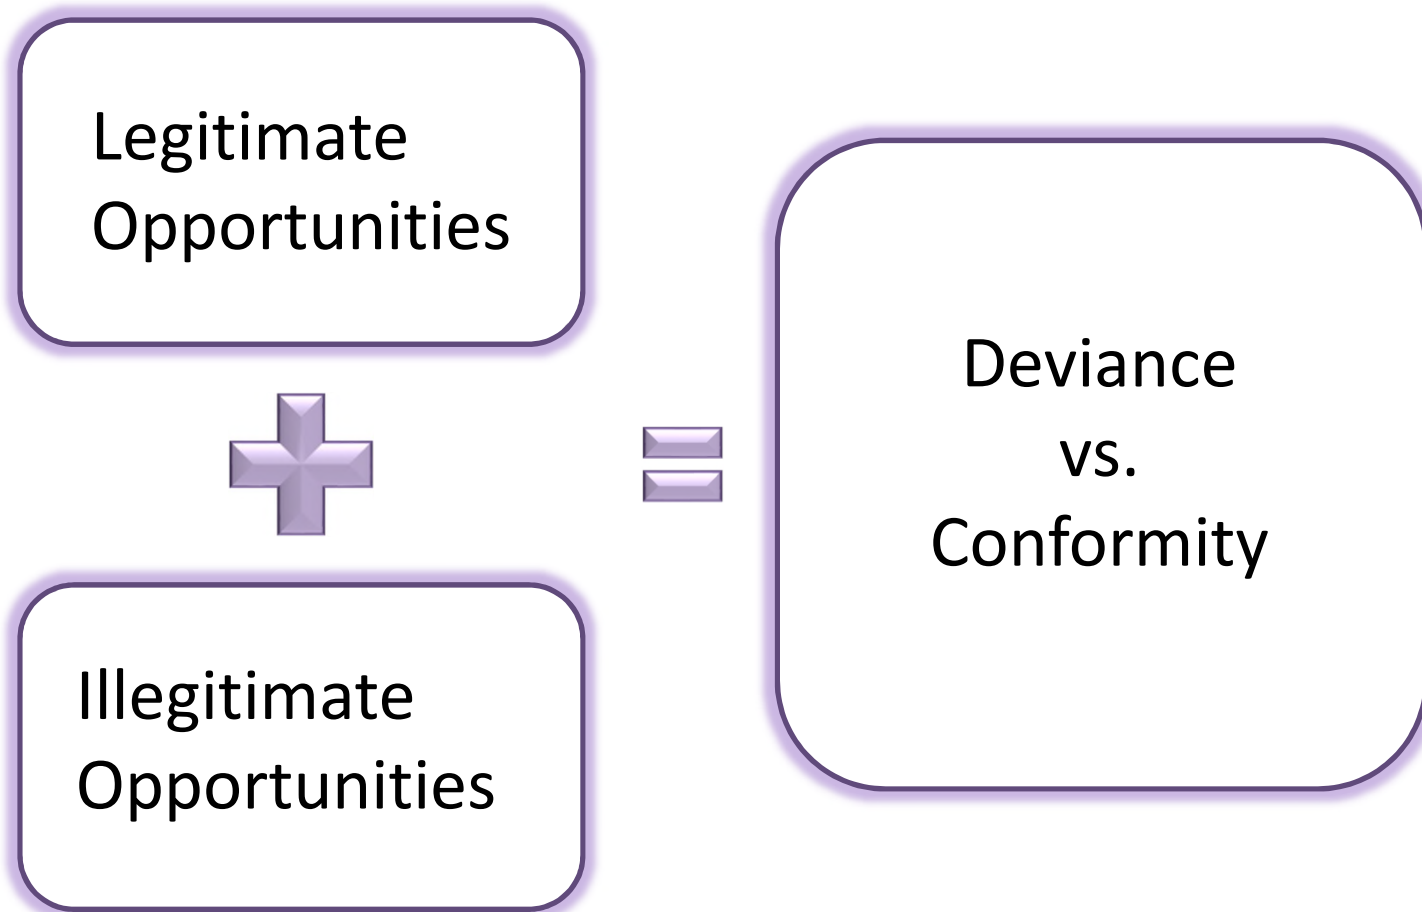 Legitimate
Opportunities
Illegitimate
Opportunities
Deviance
vs.
Conformity